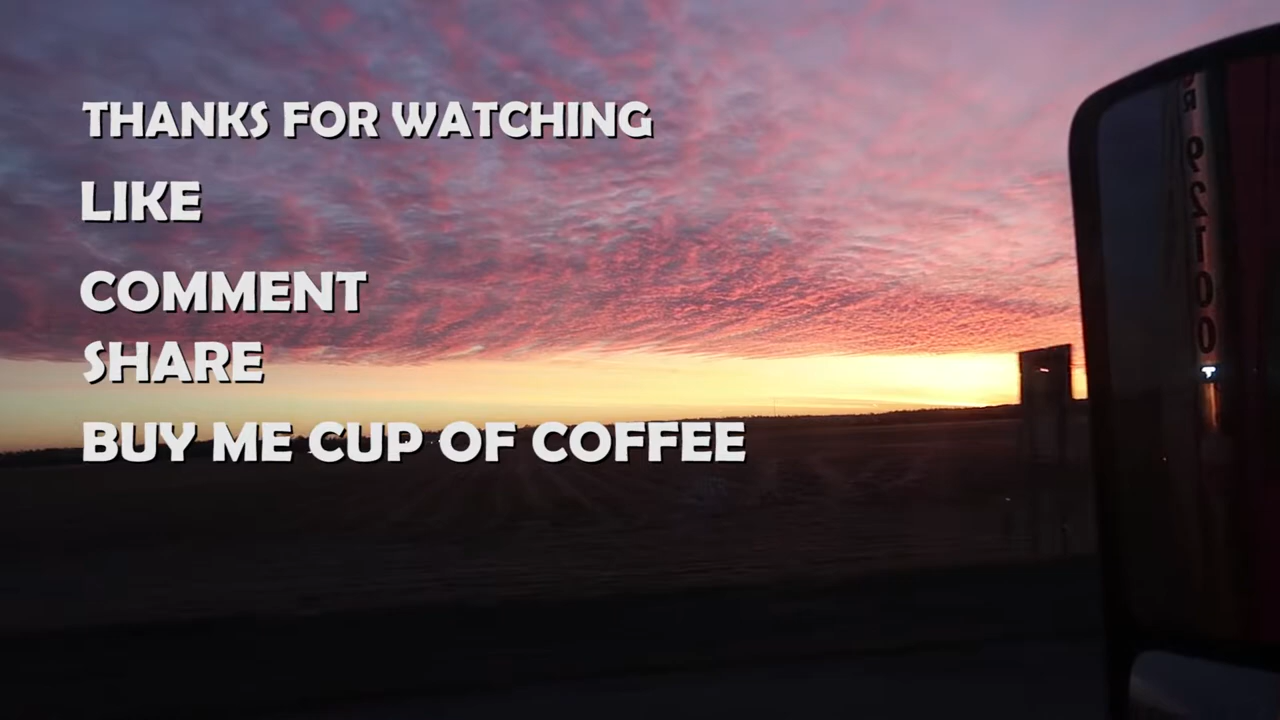 THANKS FOR WATCHING
LIKE
COMMENT
SHARE
BUY ME CUP OF COFFEE